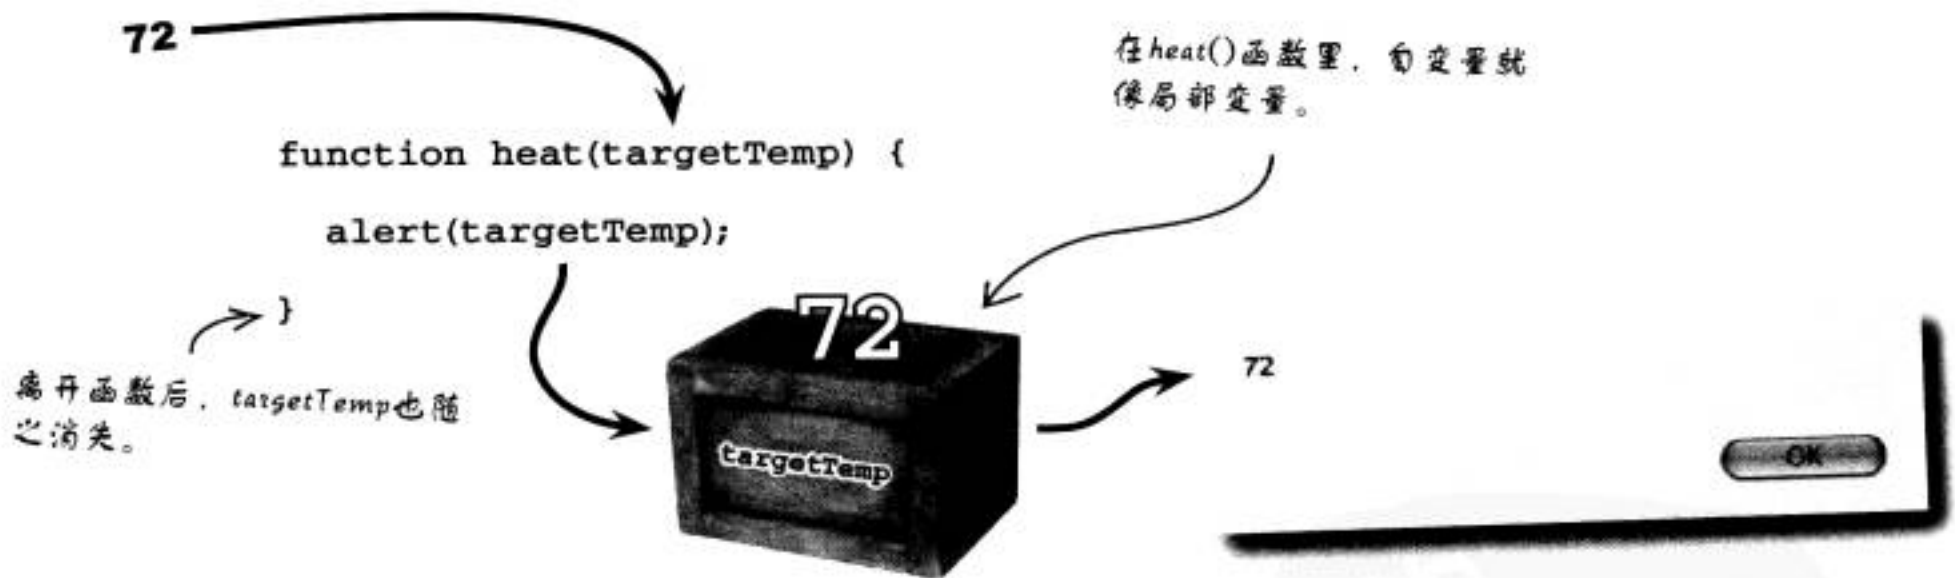 72
在heat()函数里，自变量就
像局部变量。
function heat(targetTemp) {
alert(targetTemp);
}
72
离开函数后，targetTemp也随
之消失。
targetTemp
72
OK